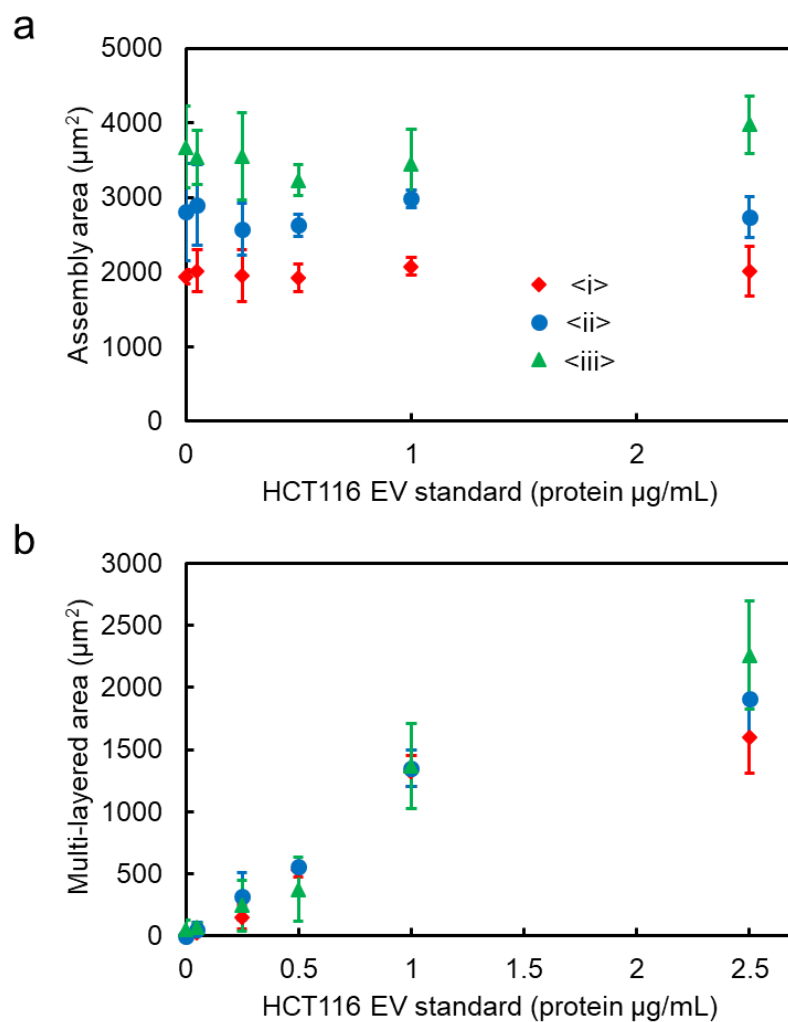 a
5000
4000
3000
2000
1000
0
Assembly area (µm²)
<i>
<ii>
<iii>
0 1 2
HCT116 EV standard (protein µg/mL)
b
3000
2500
2000
1500
1000
500
0
Multi-layered area (µm²)
0 0.5 1 1.5 2 2.5
HCT116 EV standard (protein µg/mL)